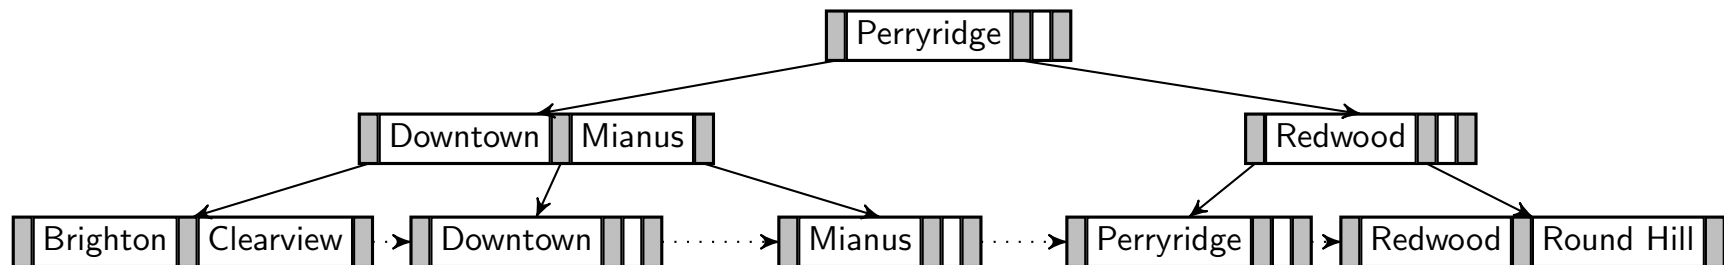 Perryridge
Downtown Mianus Redwood
Brighton Clearview Downtown Mianus Perryridge Redwood Round Hill